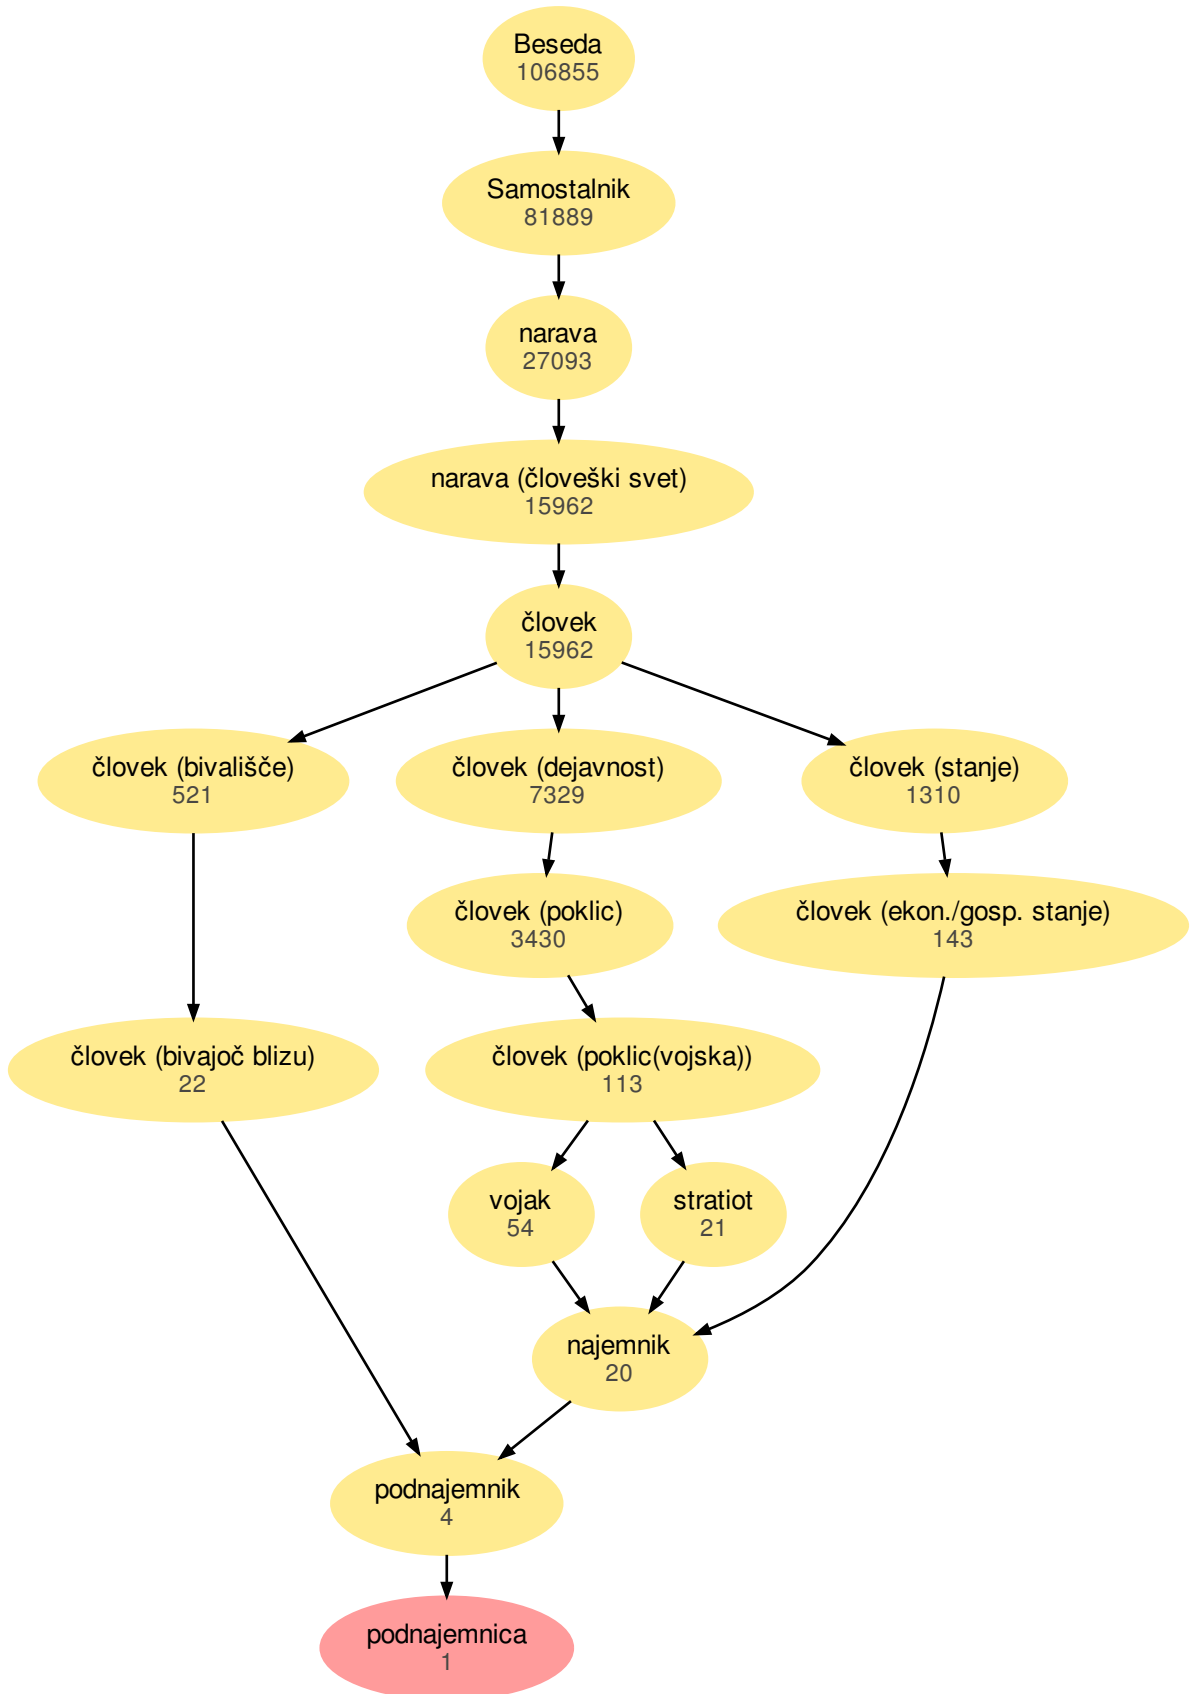 Beseda
106855
Samostalnik
81889
narava
27093
narava (človeški svet)
15962
človek
15962
človek (bivališče)
521
človek (dejavnost)
7329
človek (stanje)
1310
človek (poklic)
3430
človek (ekon./gosp. stanje)
143
človek (bivajoč blizu)
22
človek (poklic(vojska))
113
vojak
54
stratiot
21
najemnik
20
podnajemnik
4
podnajemnica
1